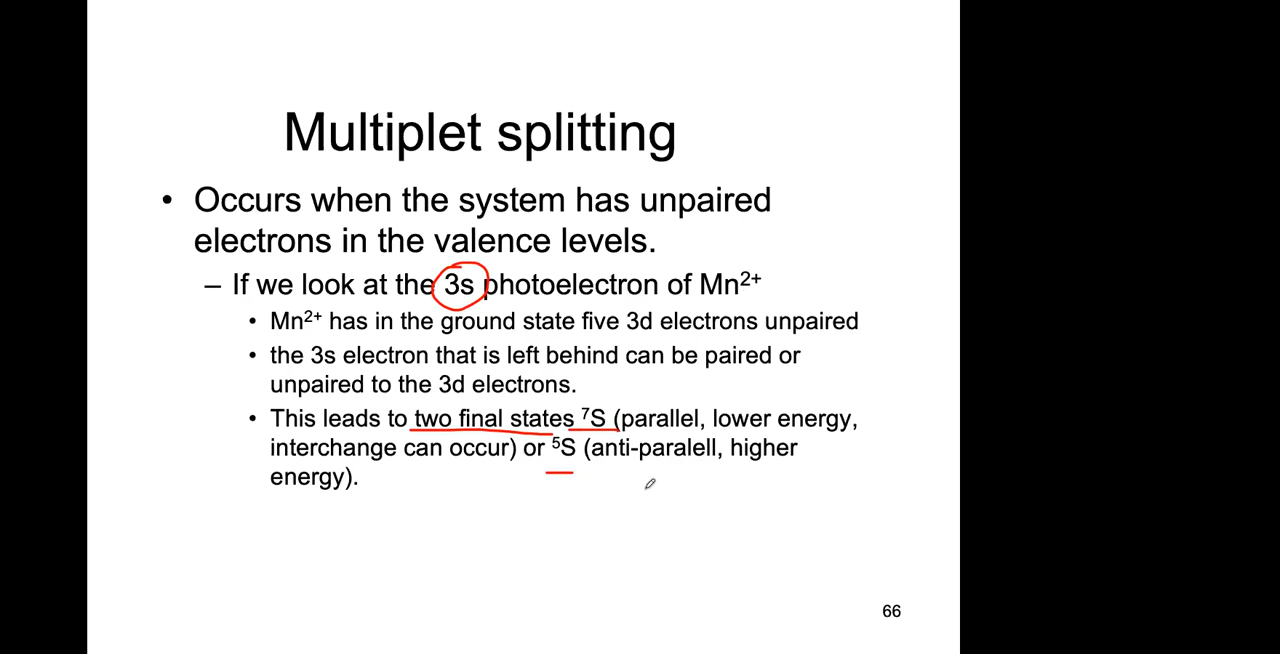 Multiplet splitting
• Occurs when the system has unpaired
electrons in the valence levels.
– If we look at the 3s photoelectron of Mn²⁺
• Mn²⁺ has in the ground state five 3d electrons unpaired
• the 3s electron that is left behind can be paired or
unpaired to the 3d electrons.
• This leads to two final states ⁷S (parallel, lower energy,
interchange can occur) or ⁵S (anti-paralell, higher
energy).
66